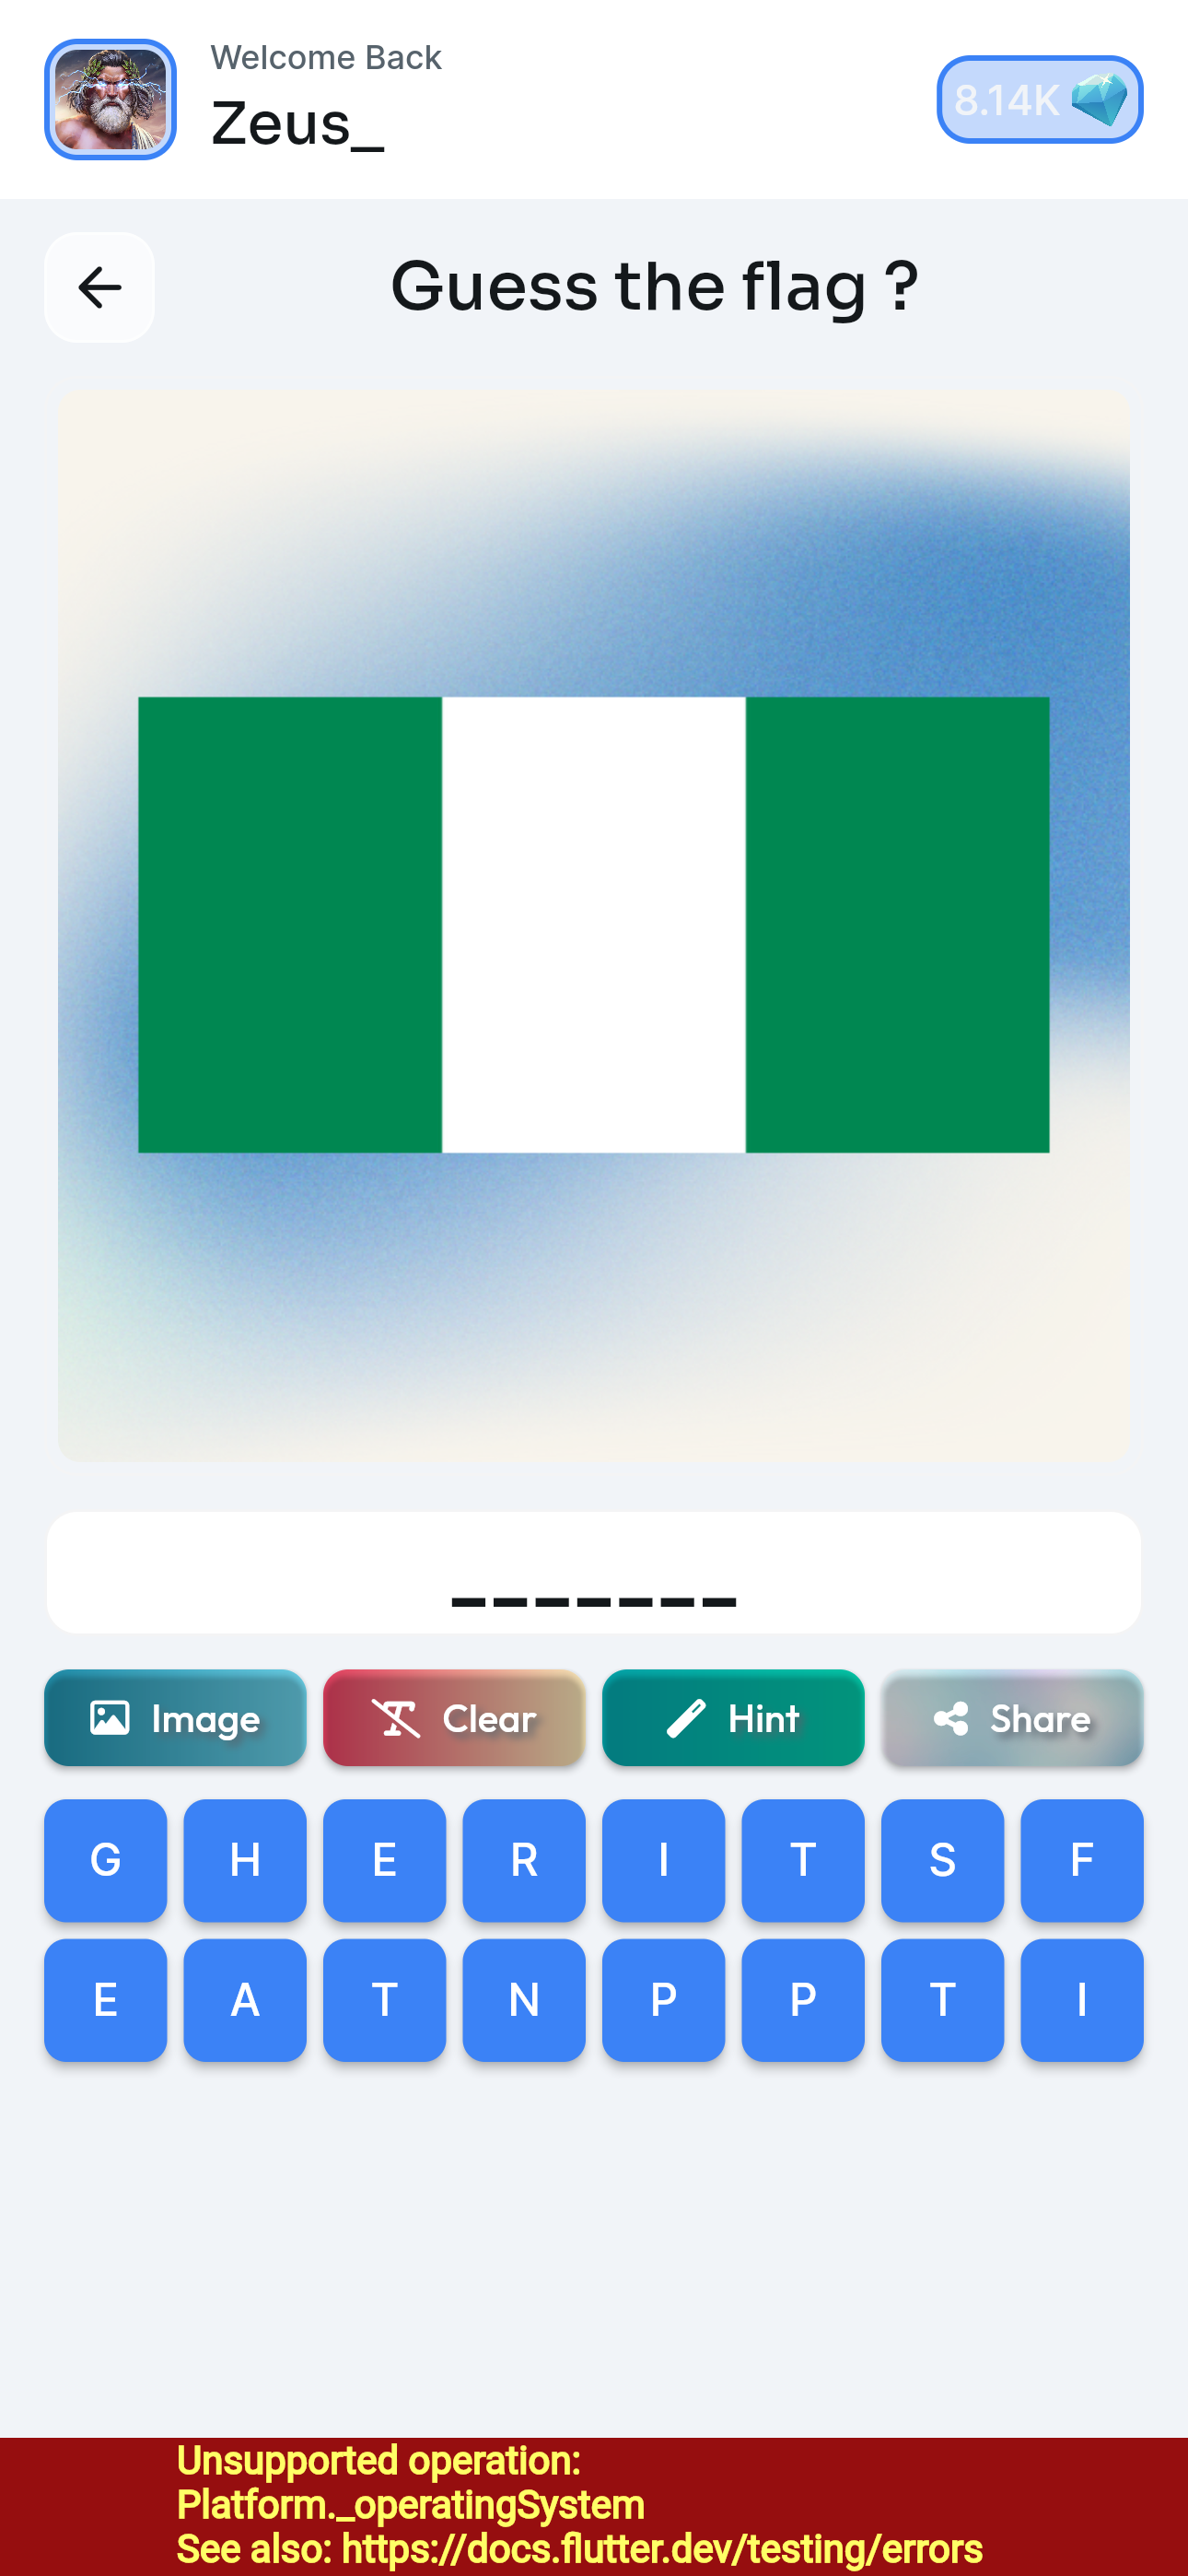 Welcome Back
Zeus_
8.14K
Guess the flag ?
_______
Image Clear Hint Share
G H E R I T S F
E A T N P P T I
Unsupported operation:
Platform._operatingSystem
See also: https://docs.flutter.dev/testing/errors